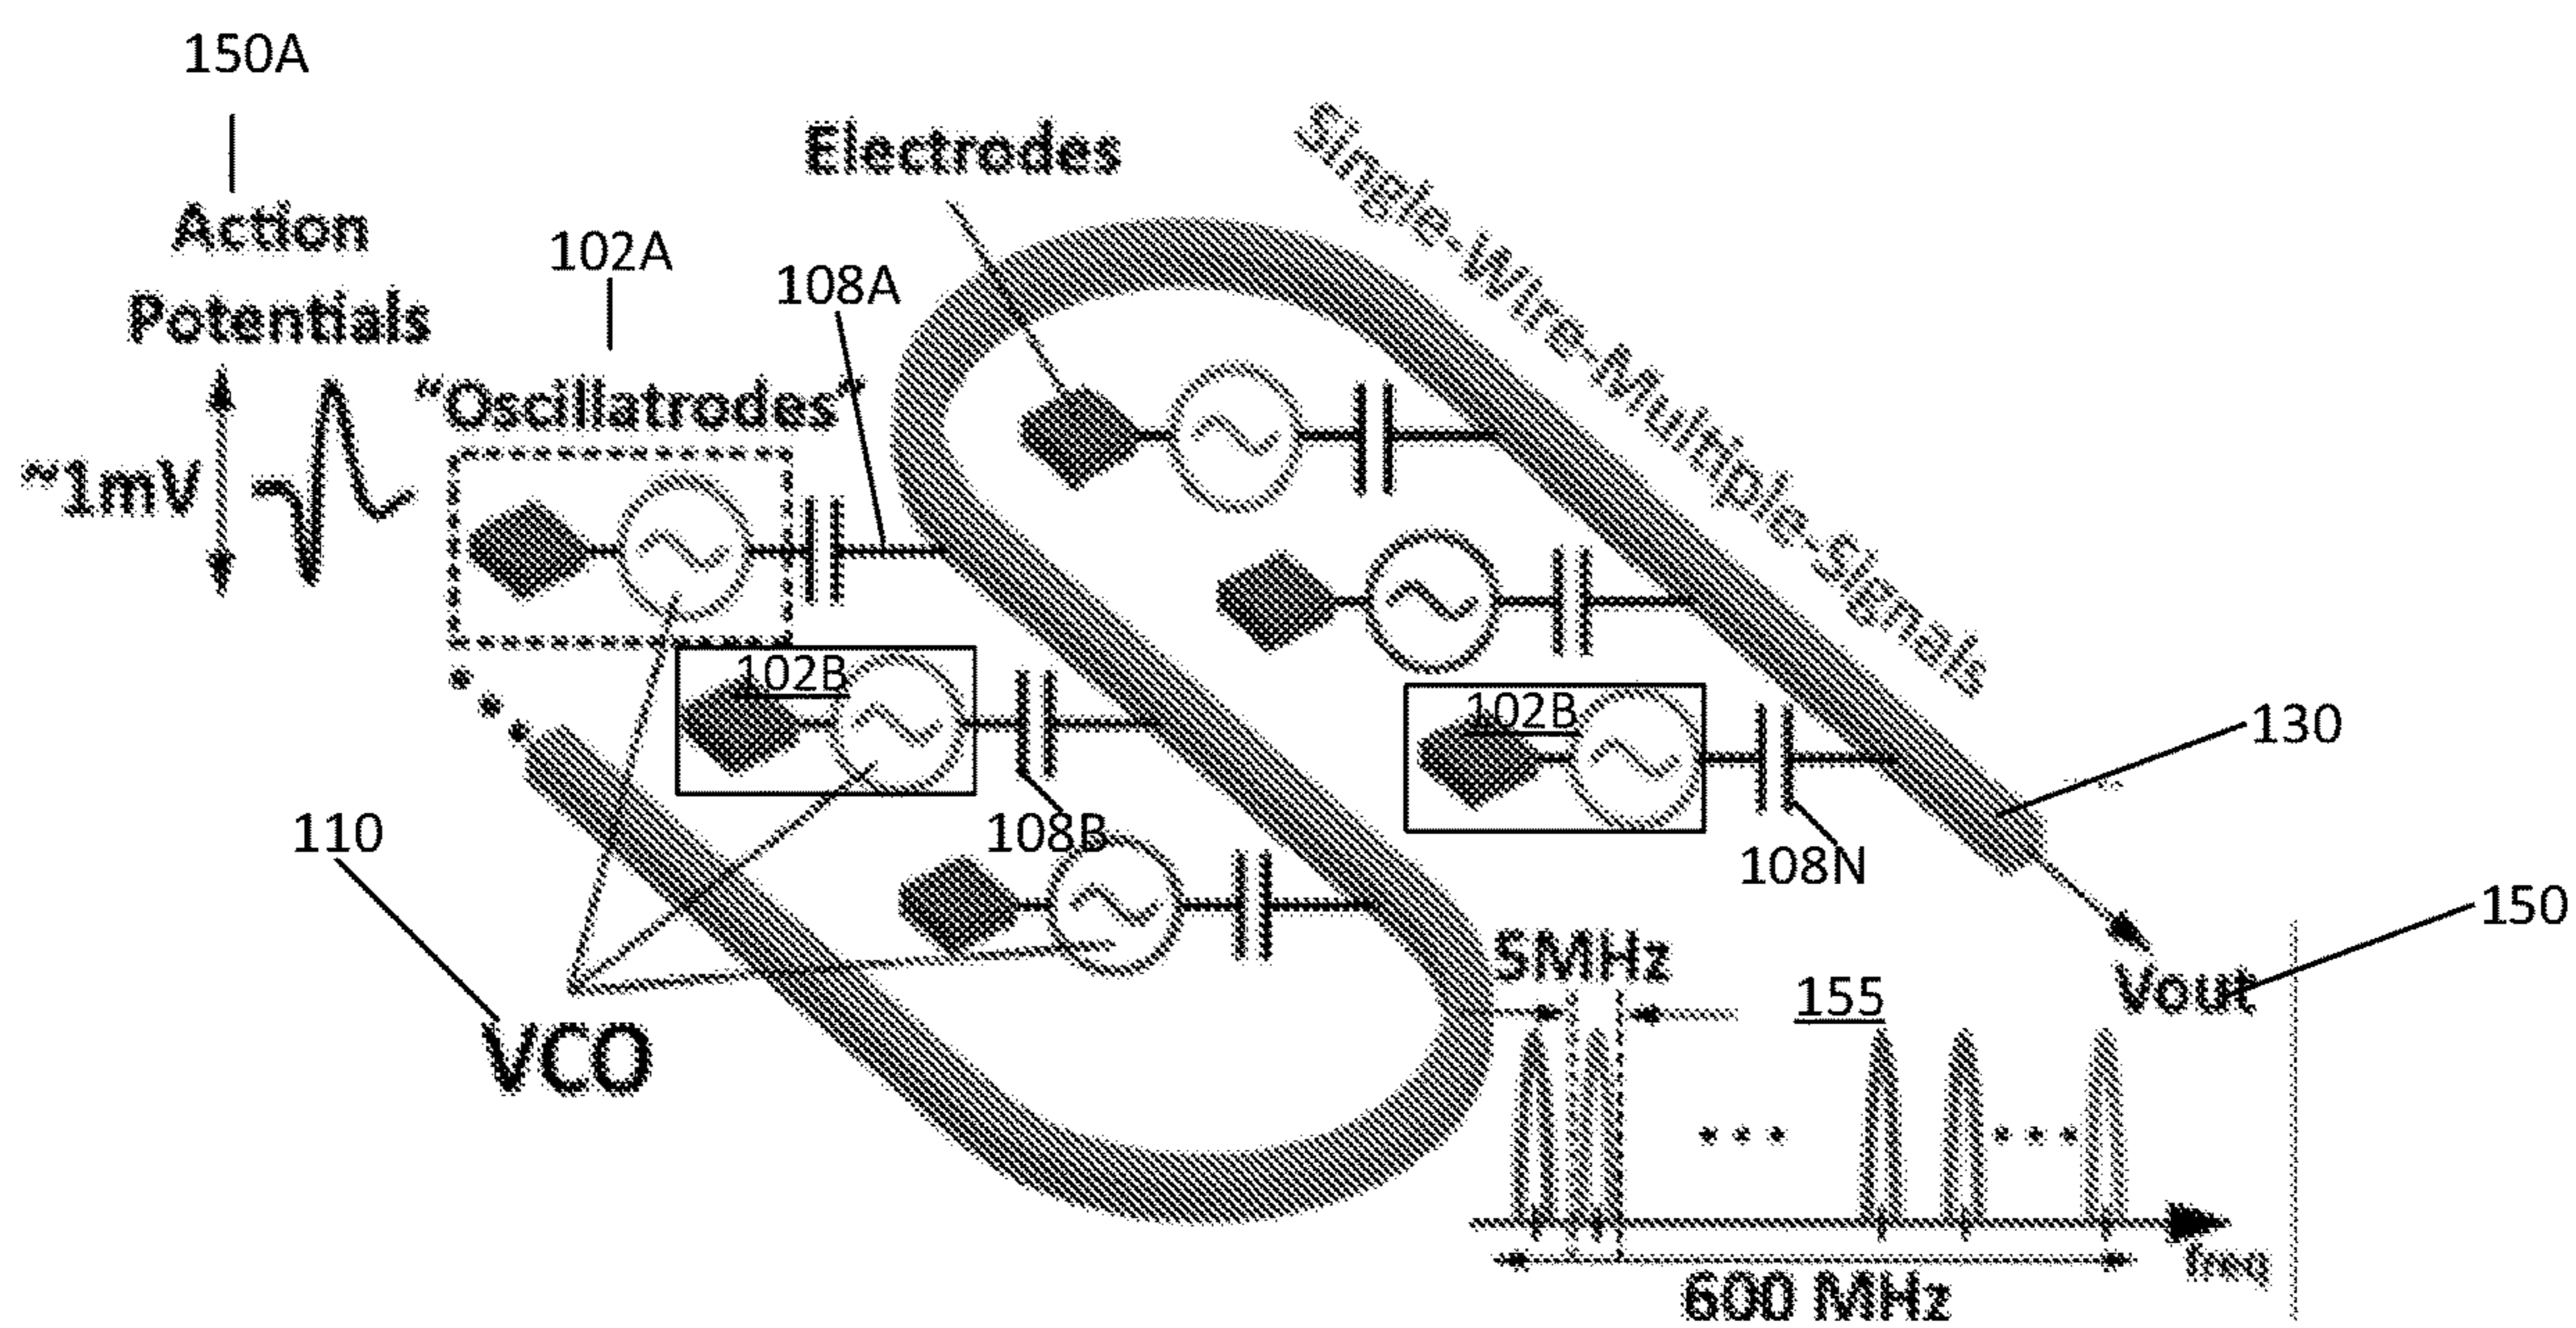 150A
Action
Potentials
~1mV
102A
"Oscillatrodes"
108A
Electrodes
Single-Wire-Multiple-Signals
102B
108B
102B
108N
130
110
VCO
150
Vout
5MHz
155
freq
600 MHz